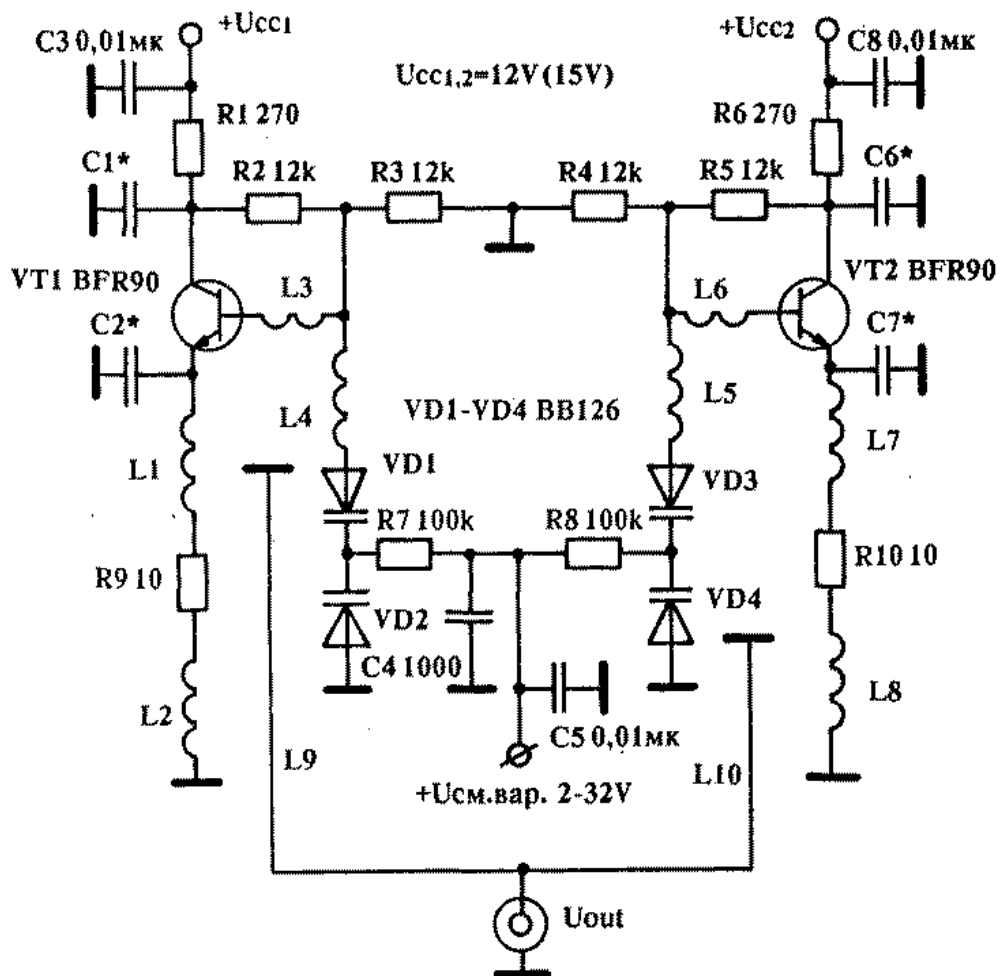 +Ucc1
+Ucc2
C3 0,01мк
C8 0,01мк
Ucc1,2=12V(15V)
R1 270
R6 270
C1*
R2 12k
R3 12k
R4 12k
R5 12k
C6*
VT1 BFR90
VT2 BFR90
L3
L6
C2*
C7*
L4
VD1-VD4 BB126
L5
L7
L1
VD1
VD3
R7 100k
R8 100k
R9 10
R10 10
VD2
VD4
C4 1000
L2
L8
L9
C5 0,01мк
L10
+Uсм.вар. 2-32V
Uout